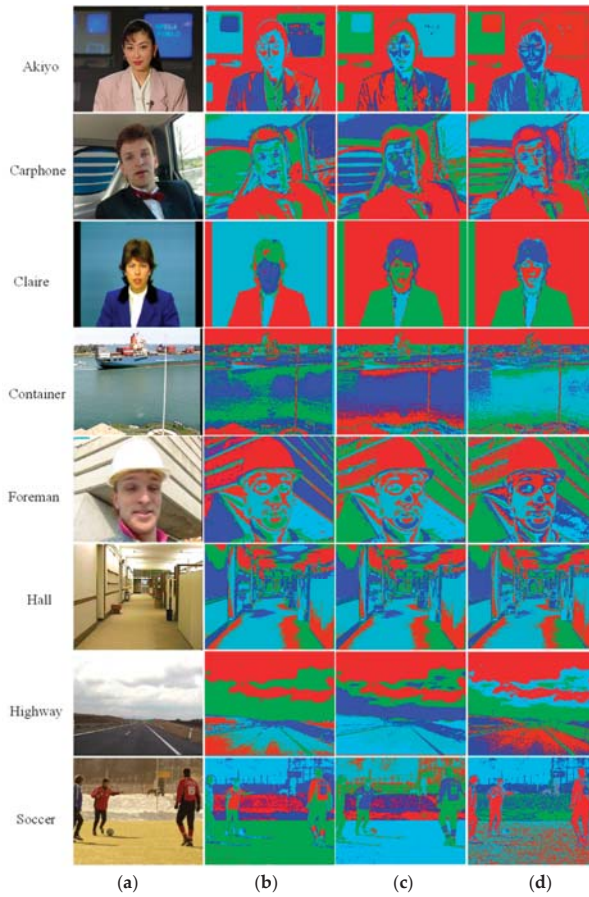 Akiyo
Carphone
Claire
Container
Foreman
Hall
Highway
Soccer
(a) (b) (c) (d)